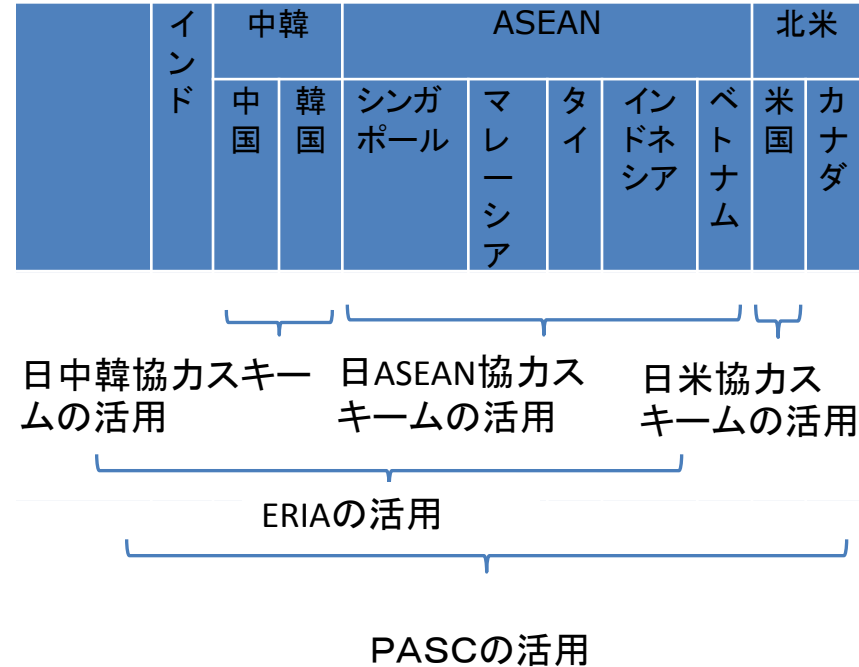 インド
中韓
ASEAN
北米
中国
韓国
シンガ
ポール
マレーシア
タイ
イン
ドネ
シア
ベトナム
米国
カナダ
日中韓協力スキー
ムの活用
日ASEAN協力ス
キームの活用
日米協力ス
キームの活用
ERIAの活用
PASCの活用